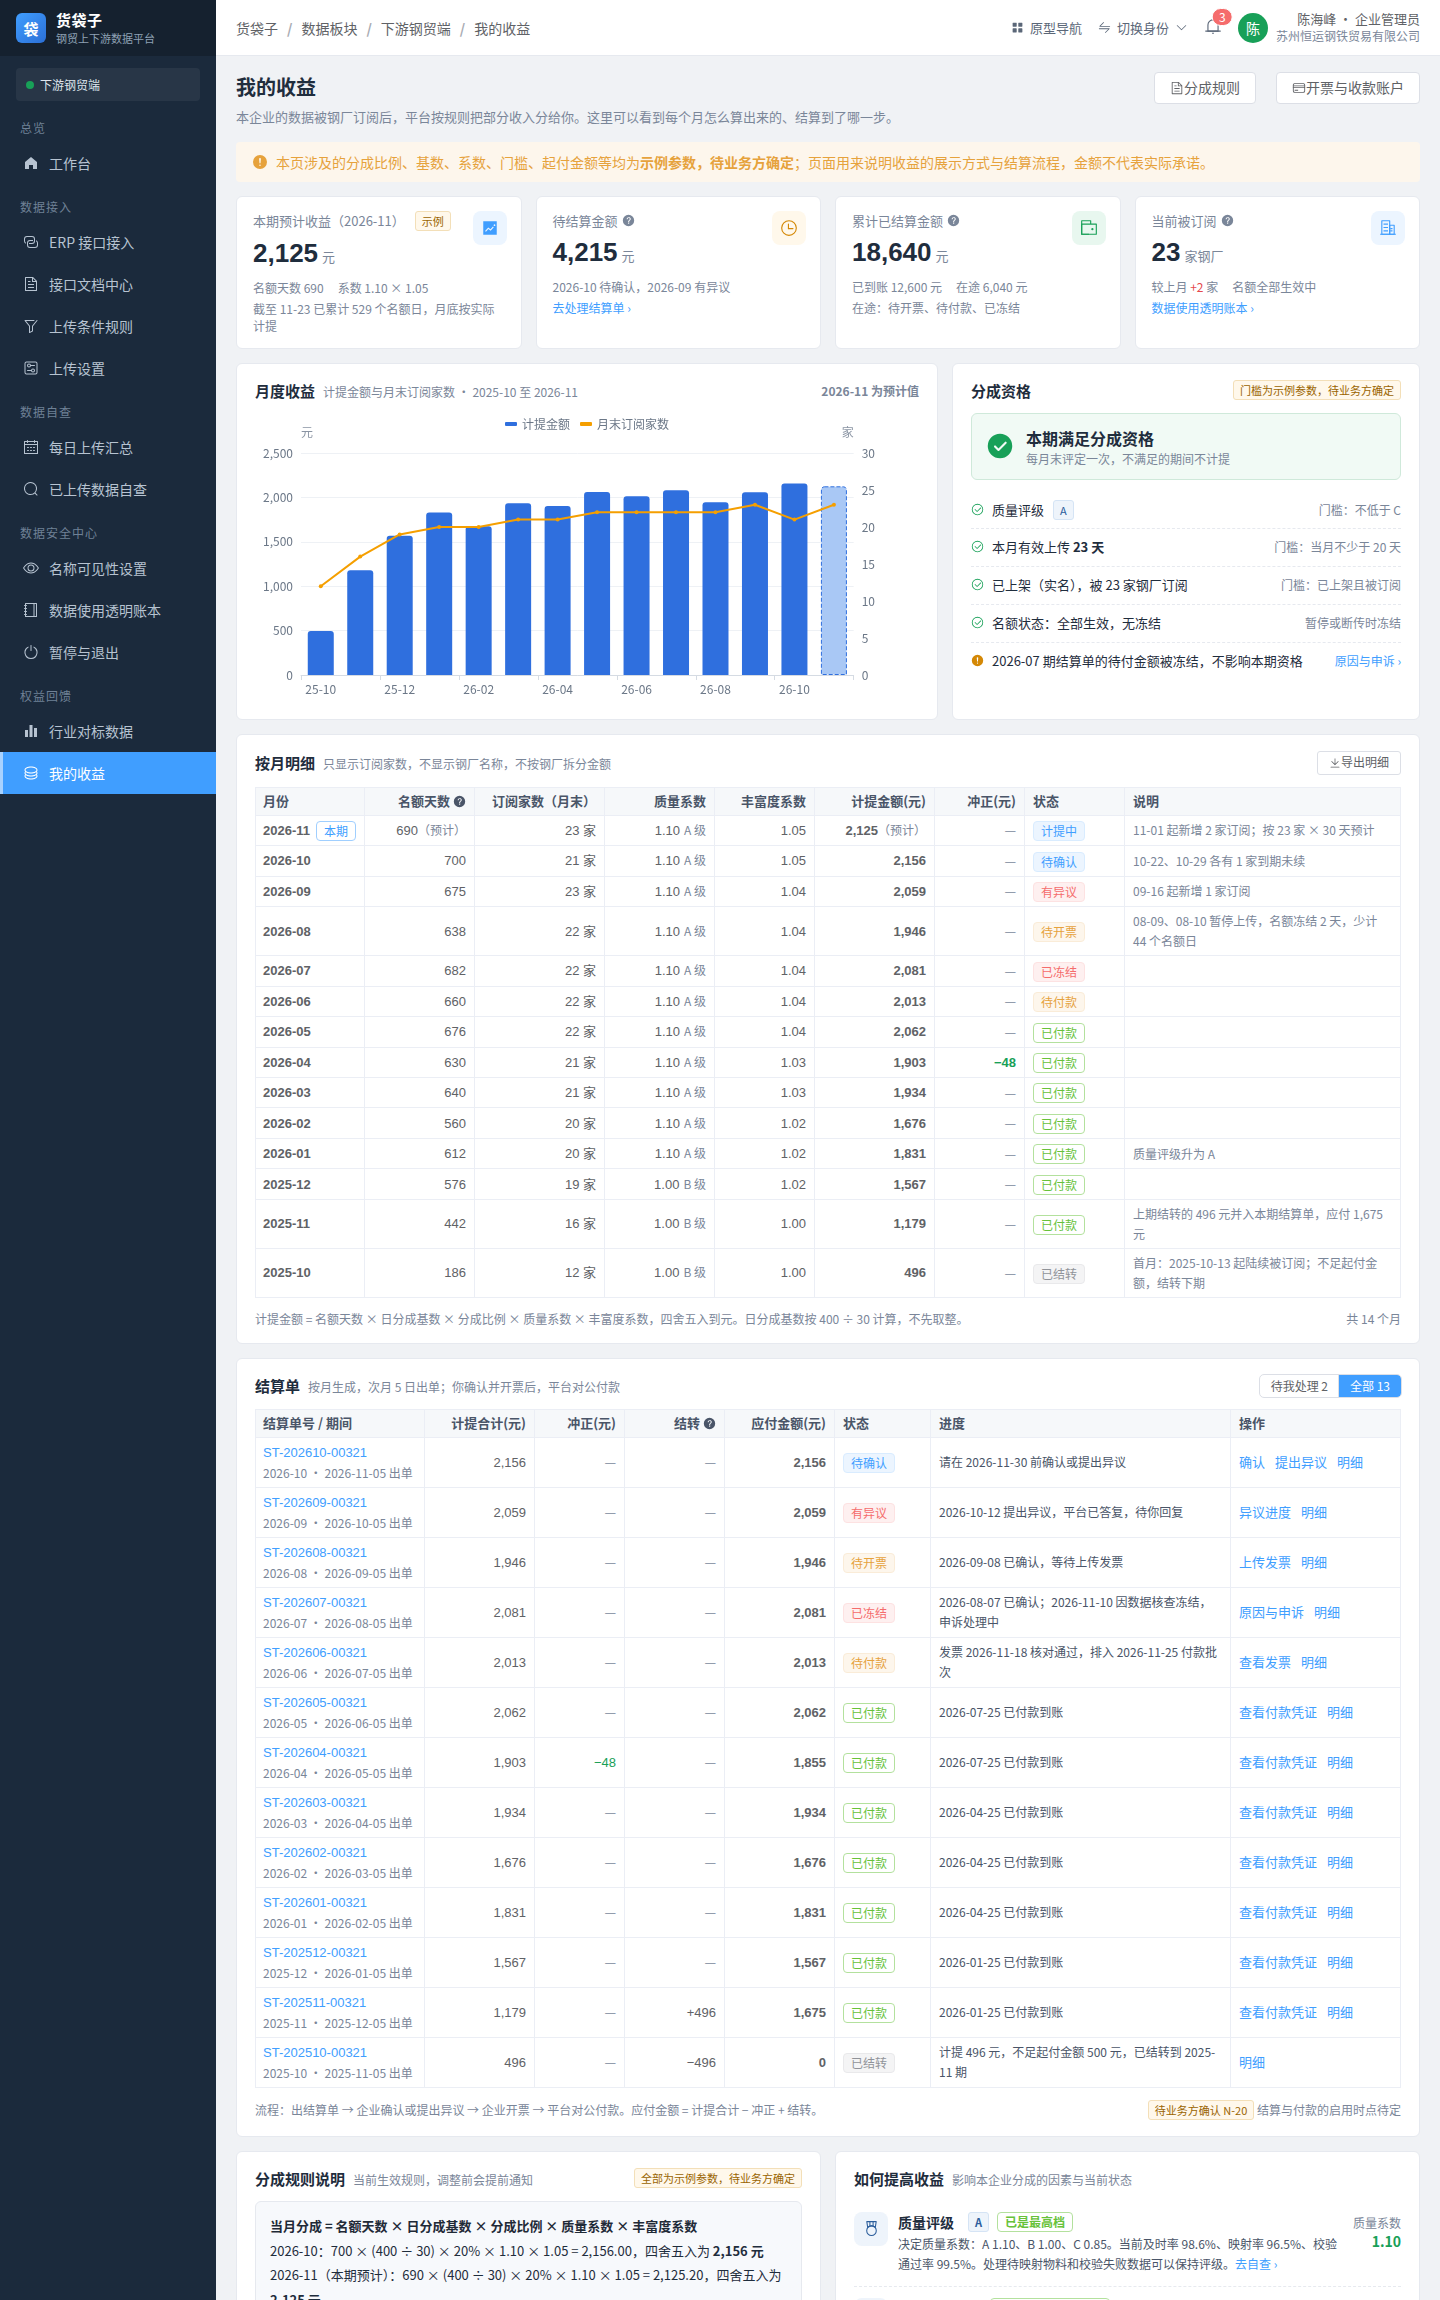 袋
货袋子
钢贸上下游数据平台
下游钢贸端
总览
工作台
数据接入
ERP 接口接入
接口文档中心
上传条件规则
上传设置
数据自查
每日上传汇总
已上传数据自查
数据安全中心
名称可见性设置
数据使用透明账本
暂停与退出
权益回馈
行业对标数据
我的收益
货袋子 / 数据板块 / 下游钢贸端 / 我的收益
原型导航 切换身份 3 陈 陈海峰 · 企业管理员
苏州恒运钢铁贸易有限公司
我的收益
分成规则 开票与收款账户
本企业的数据被钢厂订阅后，平台按规则把部分收入分给你。这里可以看到每个月怎么算出来的、结算到了哪一步。
本页涉及的分成比例、基数、系数、门槛、起付金额等均为示例参数，待业务方确定；页面用来说明收益的展示方式与结算流程，金额不代表实际承诺。
本期预计收益（2026-11） 示例
2,125 元
名额天数 690 系数 1.10 × 1.05
截至 11-23 已累计 529 个名额日，月底按实际
计提
待结算金额
4,215 元
2026-10 待确认，2026-09 有异议
去处理结算单 ›
累计已结算金额
18,640 元
已到账 12,600 元 在途 6,040 元
在途：待开票、待付款、已冻结
当前被订阅
23 家钢厂
较上月 +2 家 名额全部生效中
数据使用透明账本 ›
月度收益 计提金额与月末订阅家数 · 2025-10 至 2026-11 2026-11 为预计值
计提金额 月末订阅家数
元 家
2,500 30
25
2,000
20
1,500
15
1,000
10
500
5
0 0
25-10 25-12 26-02 26-04 26-06 26-08 26-10
分成资格 门槛为示例参数，待业务方确定
本期满足分成资格
每月末评定一次，不满足的期间不计提
质量评级 A 门槛：不低于 C
本月有效上传 23 天 门槛：当月不少于 20 天
已上架（实名），被 23 家钢厂订阅 门槛：已上架且被订阅
名额状态：全部生效，无冻结 暂停或断传时冻结
2026-07 期结算单的待付金额被冻结，不影响本期资格 原因与申诉 ›
按月明细 只显示订阅家数，不显示钢厂名称，不按钢厂拆分金额 导出明细
月份 名额天数 订阅家数（月末） 质量系数 丰富度系数 计提金额(元) 冲正(元) 状态 说明
2026-11 本期 690（预计） 23 家 1.10 A 级 1.05 2,125（预计） — 计提中 11-01 起新增 2 家订阅；按 23 家 × 30 天预计
2026-10 700 21 家 1.10 A 级 1.05 2,156 — 待确认 10-22、10-29 各有 1 家到期未续
2026-09 675 23 家 1.10 A 级 1.04 2,059 — 有异议 09-16 起新增 1 家订阅
2026-08 638 22 家 1.10 A 级 1.04 1,946 — 待开票 08-09、08-10 暂停上传，名额冻结 2 天，少计
44 个名额日
2026-07 682 22 家 1.10 A 级 1.04 2,081 — 已冻结
2026-06 660 22 家 1.10 A 级 1.04 2,013 — 待付款
2026-05 676 22 家 1.10 A 级 1.04 2,062 — 已付款
2026-04 630 21 家 1.10 A 级 1.03 1,903 −48 已付款
2026-03 640 21 家 1.10 A 级 1.03 1,934 — 已付款
2026-02 560 20 家 1.10 A 级 1.02 1,676 — 已付款
2026-01 612 20 家 1.10 A 级 1.02 1,831 — 已付款 质量评级升为 A
2025-12 576 19 家 1.00 B 级 1.02 1,567 — 已付款
2025-11 442 16 家 1.00 B 级 1.00 1,179 — 已付款 上期结转的 496 元并入本期结算单，应付 1,675
元
2025-10 186 12 家 1.00 B 级 1.00 496 — 已结转 首月：2025-10-13 起陆续被订阅；不足起付金
额，结转下期
计提金额 = 名额天数 × 日分成基数 × 分成比例 × 质量系数 × 丰富度系数，四舍五入到元。日分成基数按 400 ÷ 30 计算，不先取整。 共 14 个月
结算单 按月生成，次月 5 日出单；你确认并开票后，平台对公付款 待我处理 2 全部 13
结算单号 / 期间 计提合计(元) 冲正(元) 结转 应付金额(元) 状态 进度 操作
ST-202610-00321
2026-10 · 2026-11-05 出单 2,156 — — 2,156 待确认 请在 2026-11-30 前确认或提出异议 确认 提出异议 明细
ST-202609-00321
2026-09 · 2026-10-05 出单 2,059 — — 2,059 有异议 2026-10-12 提出异议，平台已答复，待你回复 异议进度 明细
ST-202608-00321
2026-08 · 2026-09-05 出单 1,946 — — 1,946 待开票 2026-09-08 已确认，等待上传发票 上传发票 明细
ST-202607-00321
2026-07 · 2026-08-05 出单 2,081 — — 2,081 已冻结 2026-08-07 已确认；2026-11-10 因数据核查冻结，
申诉处理中 原因与申诉 明细
ST-202606-00321
2026-06 · 2026-07-05 出单 2,013 — — 2,013 待付款 发票 2026-11-18 核对通过，排入 2026-11-25 付款批
次 查看发票 明细
ST-202605-00321
2026-05 · 2026-06-05 出单 2,062 — — 2,062 已付款 2026-07-25 已付款到账 查看付款凭证 明细
ST-202604-00321
2026-04 · 2026-05-05 出单 1,903 −48 — 1,855 已付款 2026-07-25 已付款到账 查看付款凭证 明细
ST-202603-00321
2026-03 · 2026-04-05 出单 1,934 — — 1,934 已付款 2026-04-25 已付款到账 查看付款凭证 明细
ST-202602-00321
2026-02 · 2026-03-05 出单 1,676 — — 1,676 已付款 2026-04-25 已付款到账 查看付款凭证 明细
ST-202601-00321
2026-01 · 2026-02-05 出单 1,831 — — 1,831 已付款 2026-04-25 已付款到账 查看付款凭证 明细
ST-202512-00321
2025-12 · 2026-01-05 出单 1,567 — — 1,567 已付款 2026-01-25 已付款到账 查看付款凭证 明细
ST-202511-00321
2025-11 · 2025-12-05 出单 1,179 — +496 1,675 已付款 2026-01-25 已付款到账 查看付款凭证 明细
ST-202510-00321
2025-10 · 2025-11-05 出单 496 — −496 0 已结转 计提 496 元，不足起付金额 500 元，已结转到 2025-
11 期 明细
流程：出结算单 → 企业确认或提出异议 → 企业开票 → 平台对公付款。应付金额 = 计提合计 − 冲正 + 结转。 待业务方确认 N-20 结算与付款的启用时点待定
分成规则说明 当前生效规则，调整前会提前通知 全部为示例参数，待业务方确定
当月分成 = 名额天数 × 日分成基数 × 分成比例 × 质量系数 × 丰富度系数
2026-10：700 × (400 ÷ 30) × 20% × 1.10 × 1.05 = 2,156.00，四舍五入为 2,156 元
2026-11（本期预计）：690 × (400 ÷ 30) × 20% × 1.10 × 1.05 = 2,125.20，四舍五入为
2,125 元
如何提高收益 影响本企业分成的因素与当前状态
质量评级 A 已是最高档 质量系数
1.10
决定质量系数：A 1.10、B 1.00、C 0.85。当前及时率 98.6%、映射率 96.5%、校验
通过率 99.5%。处理待映射物料和校验失败数据可以保持评级。去自查 ›